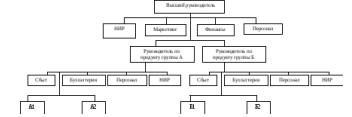 Высший руководитель
НИР
Маркетинг
Финансы
Персонал
Руководитель по
продукту группы А
Руководитель по
продукту группы Б
Сбыт
Бухгалтерия
Персонал
НИР
Сбыт
Бухгалтерия
Персонал
НИР
А1
А2
Б1
Б2